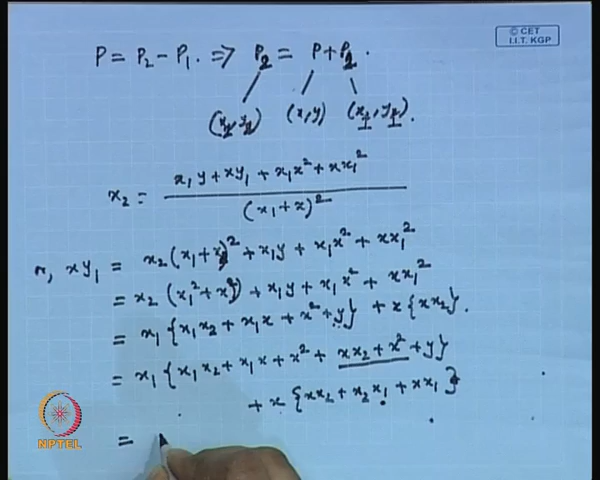 © CET
I.I.T. KGP
P = P₂ - P₁ . ⇒ P₂ = P + P₁ .
(x₂, y₂) (x, y) (x₁, y₁).
x₂ = x₁y + xy₁ + x₁x² + xx₁² / (x₁ + x)²
n, xy₁ = x₂(x₁ + x)² + x₁y + x₁x² + xx₁²
= x₂(x₁² + x²) + x₁y + x₁x² + xx₁²
= x₁{x₁x₂ + x₁x + x² + y} + x{xx₂}.
= x₁{x₁x₂ + x₁x + x² + xx₂ + x² + y}
+ x{xx₂ + x₂x₁ + xx₁}
=
NPTEL